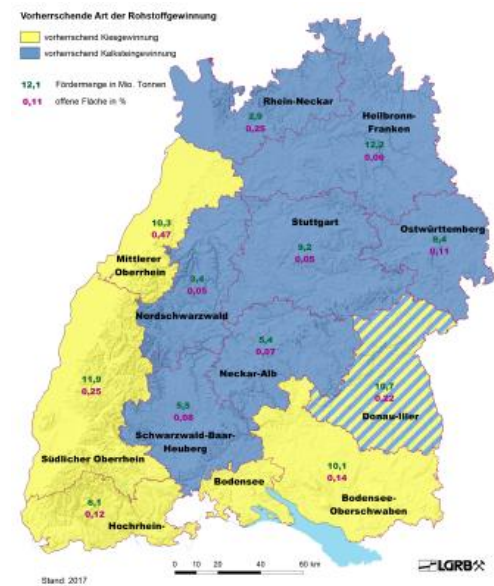 Vorherrschende Art der Rohstoffgewinnung
vorherrschend Kiesgewinnung
vorherrschend Kalksteingewinnung
12,1 Fördermenge in Mio. Tonnen
0,11 offene Fläche in %
Rhein-Neckar
2,9
0,25
Heilbronn-
Franken
12,2
0,09
10,3
0,47
Mittlerer
Oberrhein
Stuttgart
9,2
0,05
Ostwürttemberg
0,11
0,05
Nordschwarzwald
5,4
0,07
Neckar-Alb
11,9
0,25
Südlicher Oberrhein
5,5
0,08
Schwarzwald-Baar-
Heuberg
0,22
Donau-Iller
Bodensee
10,1
0,14
Bodensee-
Oberschwaben
0,12
Hochrhein-
0 10 20 40 60 km
Stand: 2017
LGRB